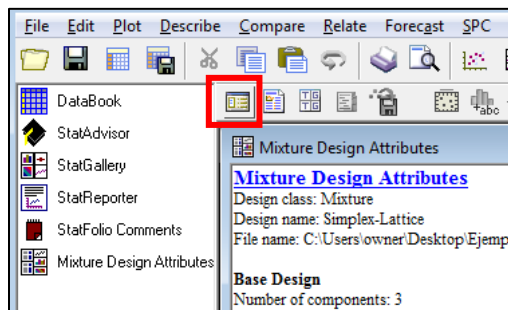 File Edit Plot Describe Compare Relate Forecast SPC
DataBook
StatAdvisor
StatGallery
StatReporter
StatFolio Comments
Mixture Design Attributes
abc
Mixture Design Attributes
Mixture Design Attributes
Design class: Mixture
Design name: Simplex-Lattice
File name: C:\Users\owner\Desktop\Ejemp
Base Design
Number of components: 3